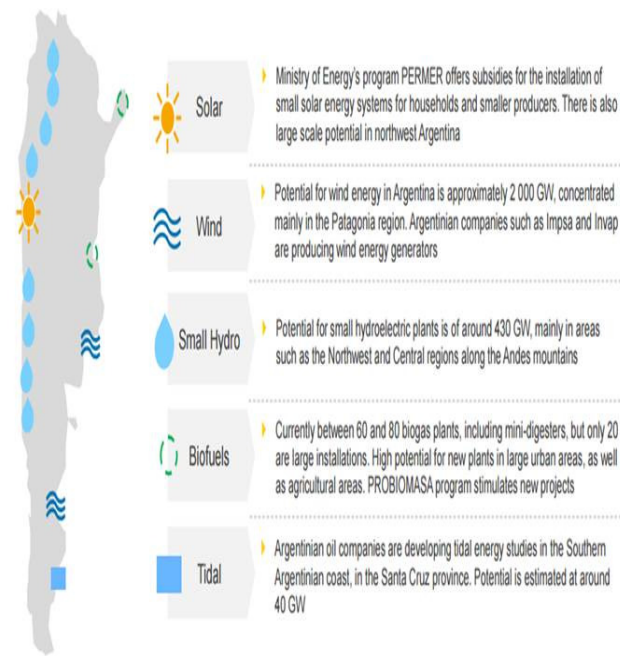 Solar
Ministry of Energy's program PERMER offers subsidies for the installation of
small solar energy systems for households and smaller producers. There is also
large scale potential in northwest Argentina
Wind
Potential for wind energy in Argentina is approximately 2 000 GW, concentrated
mainly in the Patagonia region. Argentinian companies such as Impsa and Invap
are producing wind energy generators
Small Hydro
Potential for small hydroelectric plants is of around 430 GW, mainly in areas
such as the Northwest and Central regions along the Andes mountains
Biofuels
Currently between 60 and 80 biogas plants, including mini-digesters, but only 20
are large installations. High potential for new plants in large urban areas, as well
as agricultural areas. PROBIOMASA program stimulates new projects
Tidal
Argentinian oil companies are developing tidal energy studies in the Southern
Argentinian coast, in the Santa Cruz province. Potential is estimated at around
40 GW